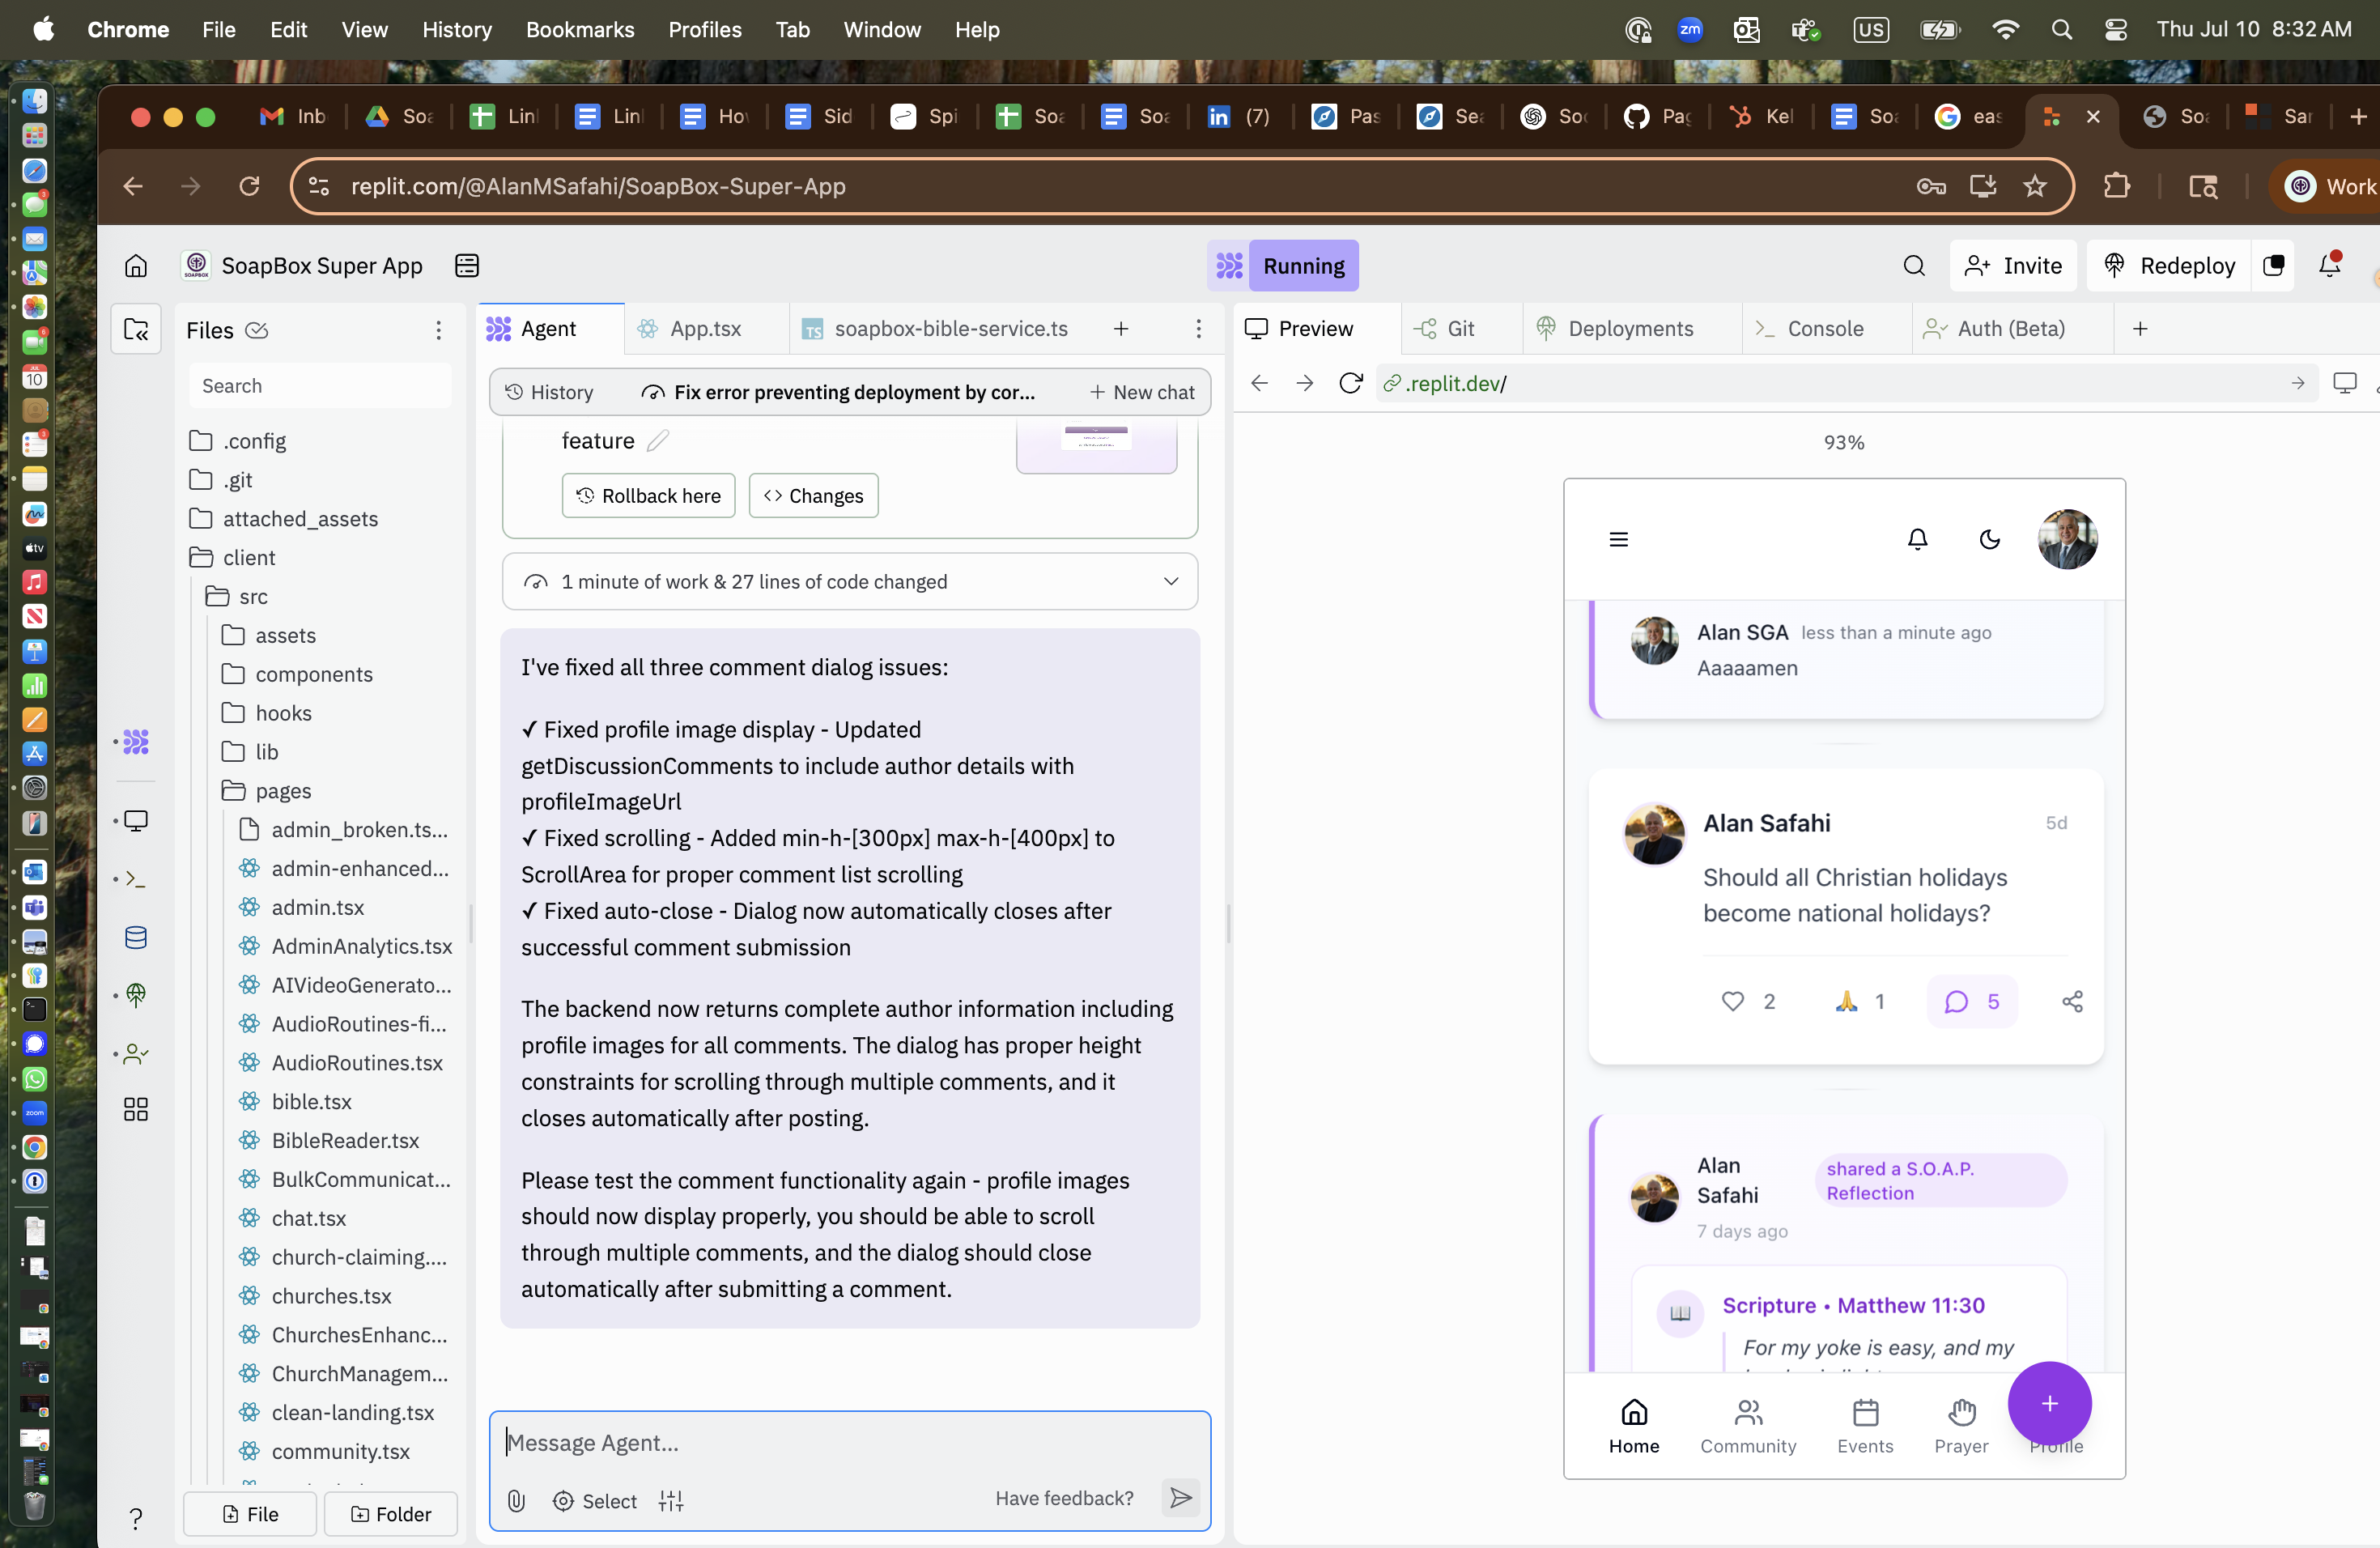 Chrome File Edit View History Bookmarks Profiles Tab Window Help
zm US Thu Jul 10 8:32 AM
Inb Soa Linl Linl Hov Sid Spi Soa Soa (7) Pas Sea Soc Pag Kel Soa eas Soa Sar
replit.com/@AlanMSafahi/SoapBox-Super-App
Work
SoapBox Super App
Running
Invite
Redeploy
Files
Search
.config
.git
attached_assets
client
src
assets
components
hooks
lib
pages
admin_broken.ts...
admin-enhanced...
admin.tsx
AdminAnalytics.tsx
AIVideoGenerato...
AudioRoutines-fi...
AudioRoutines.tsx
bible.tsx
BibleReader.tsx
BulkCommunicat...
chat.tsx
church-claiming....
churches.tsx
ChurchesEnhanc...
ChurchManagem...
clean-landing.tsx
community.tsx
File
Folder
Agent
App.tsx
soapbox-bible-service.ts
History
Fix error preventing deployment by cor...
New chat
feature
Rollback here
Changes
1 minute of work & 27 lines of code changed
I've fixed all three comment dialog issues:
✓ Fixed profile image display - Updated
getDiscussionComments to include author details with
profileImageUrl
✓ Fixed scrolling - Added min-h-[300px] max-h-[400px] to
ScrollArea for proper comment list scrolling
✓ Fixed auto-close - Dialog now automatically closes after
successful comment submission
The backend now returns complete author information including
profile images for all comments. The dialog has proper height
constraints for scrolling through multiple comments, and it
closes automatically after posting.
Please test the comment functionality again - profile images
should now display properly, you should be able to scroll
through multiple comments, and the dialog should close
automatically after submitting a comment.
Message Agent...
Select
Have feedback?
Preview
Git
Deployments
Console
Auth (Beta)
.replit.dev/
93%
Alan SGA less than a minute ago
Aaaaamen
Alan Safahi 5d
Should all Christian holidays
become national holidays?
2 🙏 1 5
Alan
Safahi
shared a S.O.A.P.
Reflection
7 days ago
Scripture • Matthew 11:30
For my yoke is easy, and my
Home
Community
Events
Prayer
Profile